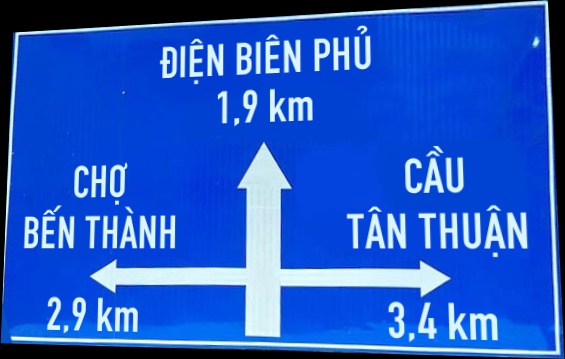 ĐIỆN BIÊN PHỦ
1,9 km
CHỢ
BẾN THÀNH
2,9 km
CẦU
TÂN THUẬN
3,4 km